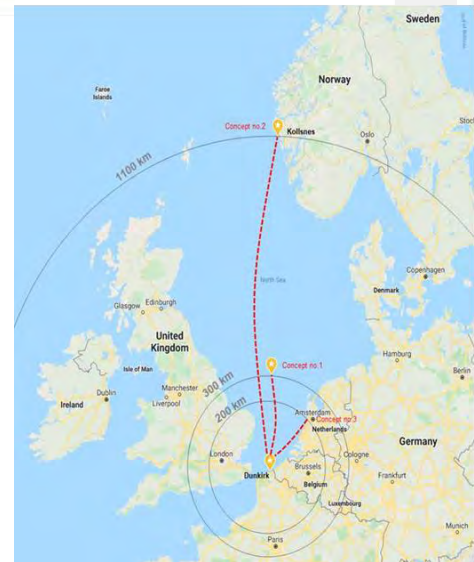 Sweden
Faroe
Islands
Norway
Concept no.2
Kollsnes
Oslo
Stoc
1100 km
North Sea
Glasgow
Edinburgh
Denmark
Copenhagen
United
Kingdom
Isle of Man
Hamburg
Dublin
Ireland
Manchester
Liverpool
Concept no.1
300 km
200 km
Berlin
Amsterdam
Concept no.3
Netherlands
London
Dunkirk
Brussels
Belgium
Cologne
Germany
Frankfurt
Luxembourg
Paris
Munich